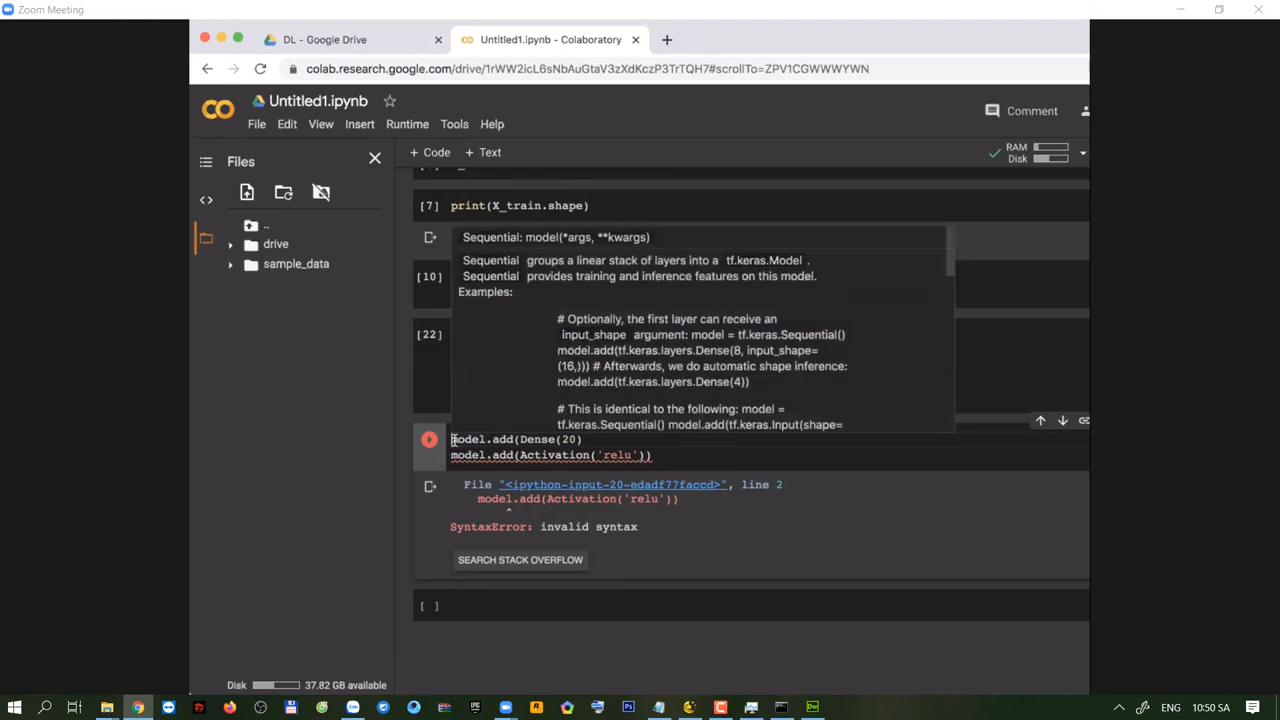 Zoom Meeting
DL - Google Drive
Untitled1.ipynb - Colaboratory
colab.research.google.com/drive/1rWW2icL6sNbAuGtaV3zXdKczP3TrTQH7#scrollTo=ZPV1CGWWWYWN
Untitled1.ipynb
File Edit View Insert Runtime Tools Help
Comment
Files
+ Code + Text
RAM
Disk
..
drive
sample_data
[7] print(X_train.shape)
Sequential: model(*args, **kwargs)
Sequential groups a linear stack of layers into a tf.keras.Model .
Sequential provides training and inference features on this model.
Examples:
[10]
# Optionally, the first layer can receive an
input_shape argument: model = tf.keras.Sequential()
[22]
model.add(tf.keras.layers.Dense(8, input_shape=
(16,))) # Afterwards, we do automatic shape inference:
model.add(tf.keras.layers.Dense(4))
# This is identical to the following: model =
tf.keras.Sequential() model.add(tf.keras.Input(shape=
model.add(Dense(20)
model.add(Activation('relu'))
File "<ipython-input-20-edadf77faccd>", line 2
model.add(Activation('relu'))
^
SyntaxError: invalid syntax
SEARCH STACK OVERFLOW
[ ]
Disk 37.82 GB available
ENG 10:50 SA